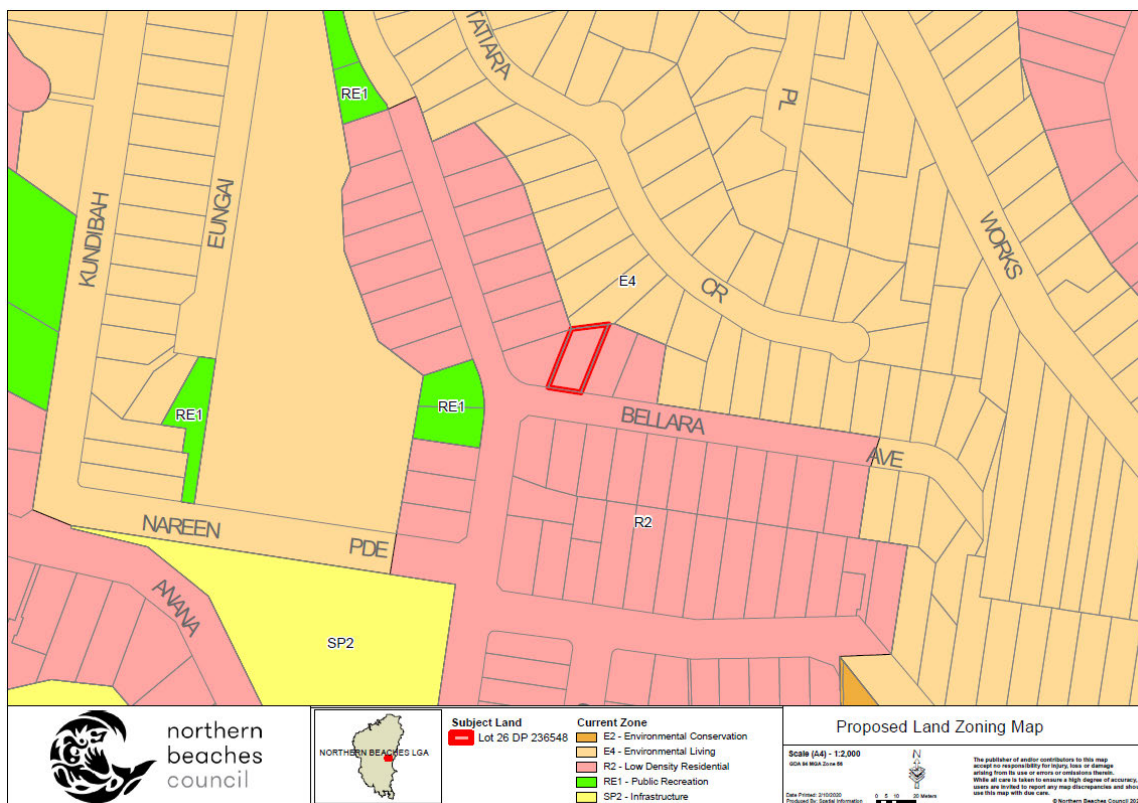 TATIARA
RE1
PL
KUNDIBAH
EUNGAI
WORKS
E4
CR
RE1
RE1
BELLARA
AVE
R2
NAREEN
PDE
ANANA
SP2
northern
beaches
council
NORTHERN BEACHES LGA
Subject Land
Lot 26 DP 236548
Current Zone
E2 - Environmental Conservation
E4 - Environmental Living
R2 - Low Density Residential
RE1 - Public Recreation
SP2 - Infrastructure
Proposed Land Zoning Map
Scale (A4) - 1:2,000
GDA 94 MGA Zone 56
N
Date Printed: 2/10/2020
Produced By: Spatial Information
0 5 10 20 Meters
The publisher of and/or contributors to this map
accept no responsibility for injury, loss or damage
arising from its use or errors or omissions therein.
While all care is taken to ensure a high degree of accuracy,
users are invited to report any map discrepancies and
use this map with due care.
© Northern Beaches Council